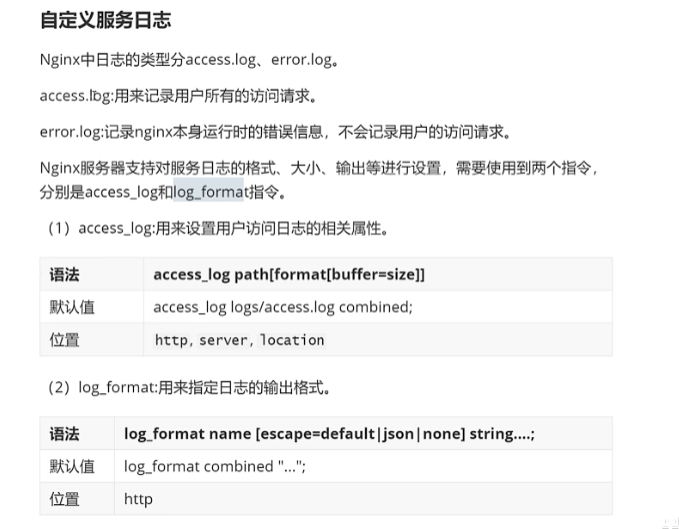 自定义服务日志
Nginx中日志的类型分access.log、error.log。
access.log:用来记录用户所有的访问请求。
error.log:记录nginx本身运行时的错误信息，不会记录用户的访问请求。
Nginx服务器支持对服务日志的格式、大小、输出等进行设置，需要使用到两个指令，
分别是access_log和log_format指令。
（1）access_log:用来设置用户访问日志的相关属性。
语法 access_log path[format[buffer=size]]
默认值 access_log logs/access.log combined;
位置 http, server, location
（2）log_format:用来指定日志的输出格式。
语法 log_format name [escape=default|json|none] string....;
默认值 log_format combined "...";
位置 http